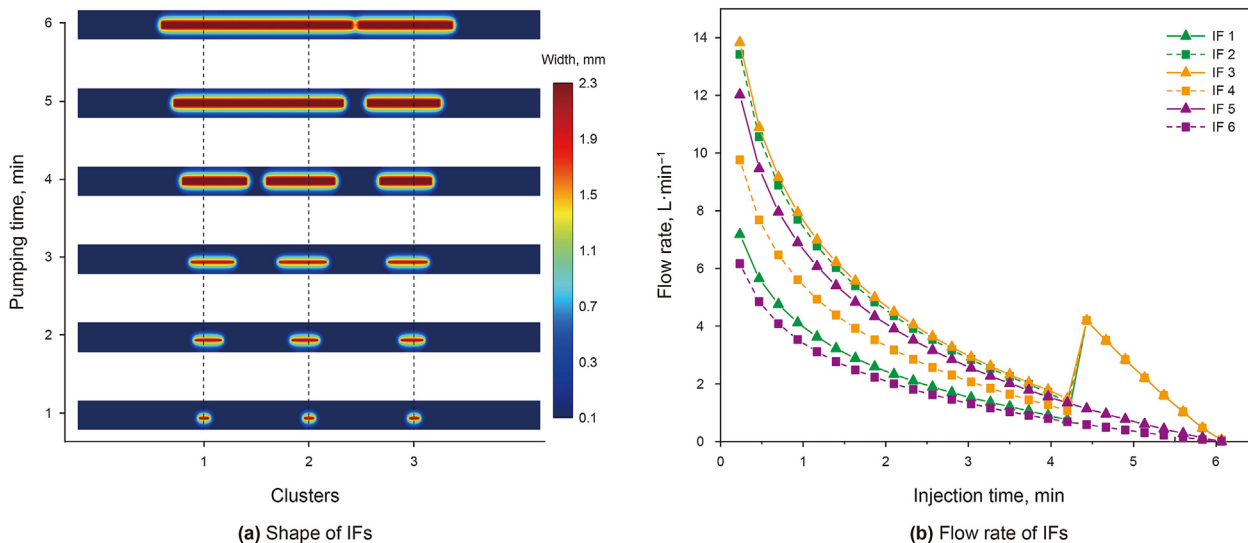 6
5
4
3
2
1
Pumping time, min
Width, mm
2.3
1.9
1.5
1.1
0.7
0.3
0.1
1 2 3
Clusters
(a) Shape of IFs
14
12
10
8
6
4
2
0
Flow rate, L·min⁻¹
IF 1
IF 2
IF 3
IF 4
IF 5
IF 6
0 1 2 3 4 5 6
Injection time, min
(b) Flow rate of IFs